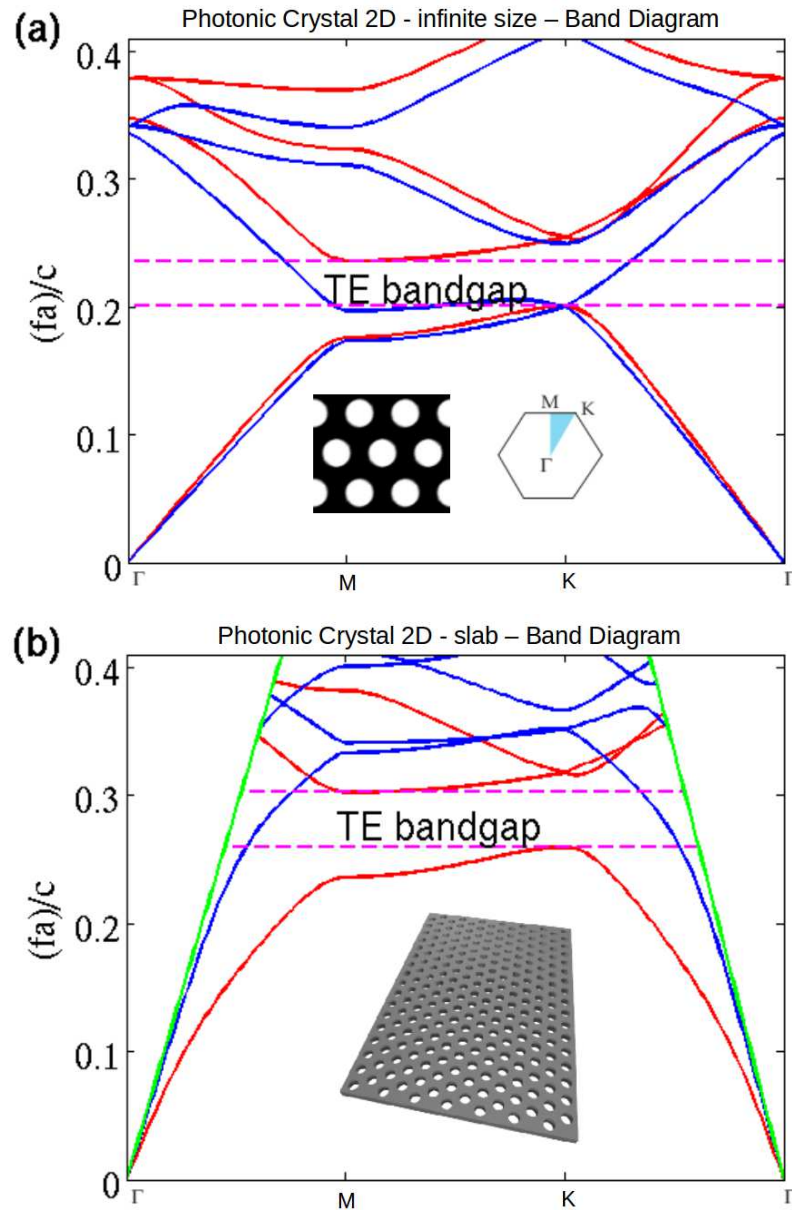 Photonic Crystal 2D - infinite size – Band Diagram
(a)
0.4
0.3
0.2
0.1
0
(fa)/c
TE bandgap
M
K
Γ
Γ
M
K
Γ
Photonic Crystal 2D - slab – Band Diagram
(b)
0.4
0.3
0.2
0.1
0
(fa)/c
TE bandgap
Γ
M
K
Γ